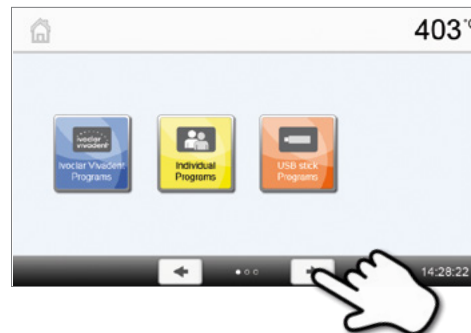 403°C
ivoclar
vivadent
Ivoclar Vivadent
Programs
Individual
Programs
USB stick
Programs
14:28:22